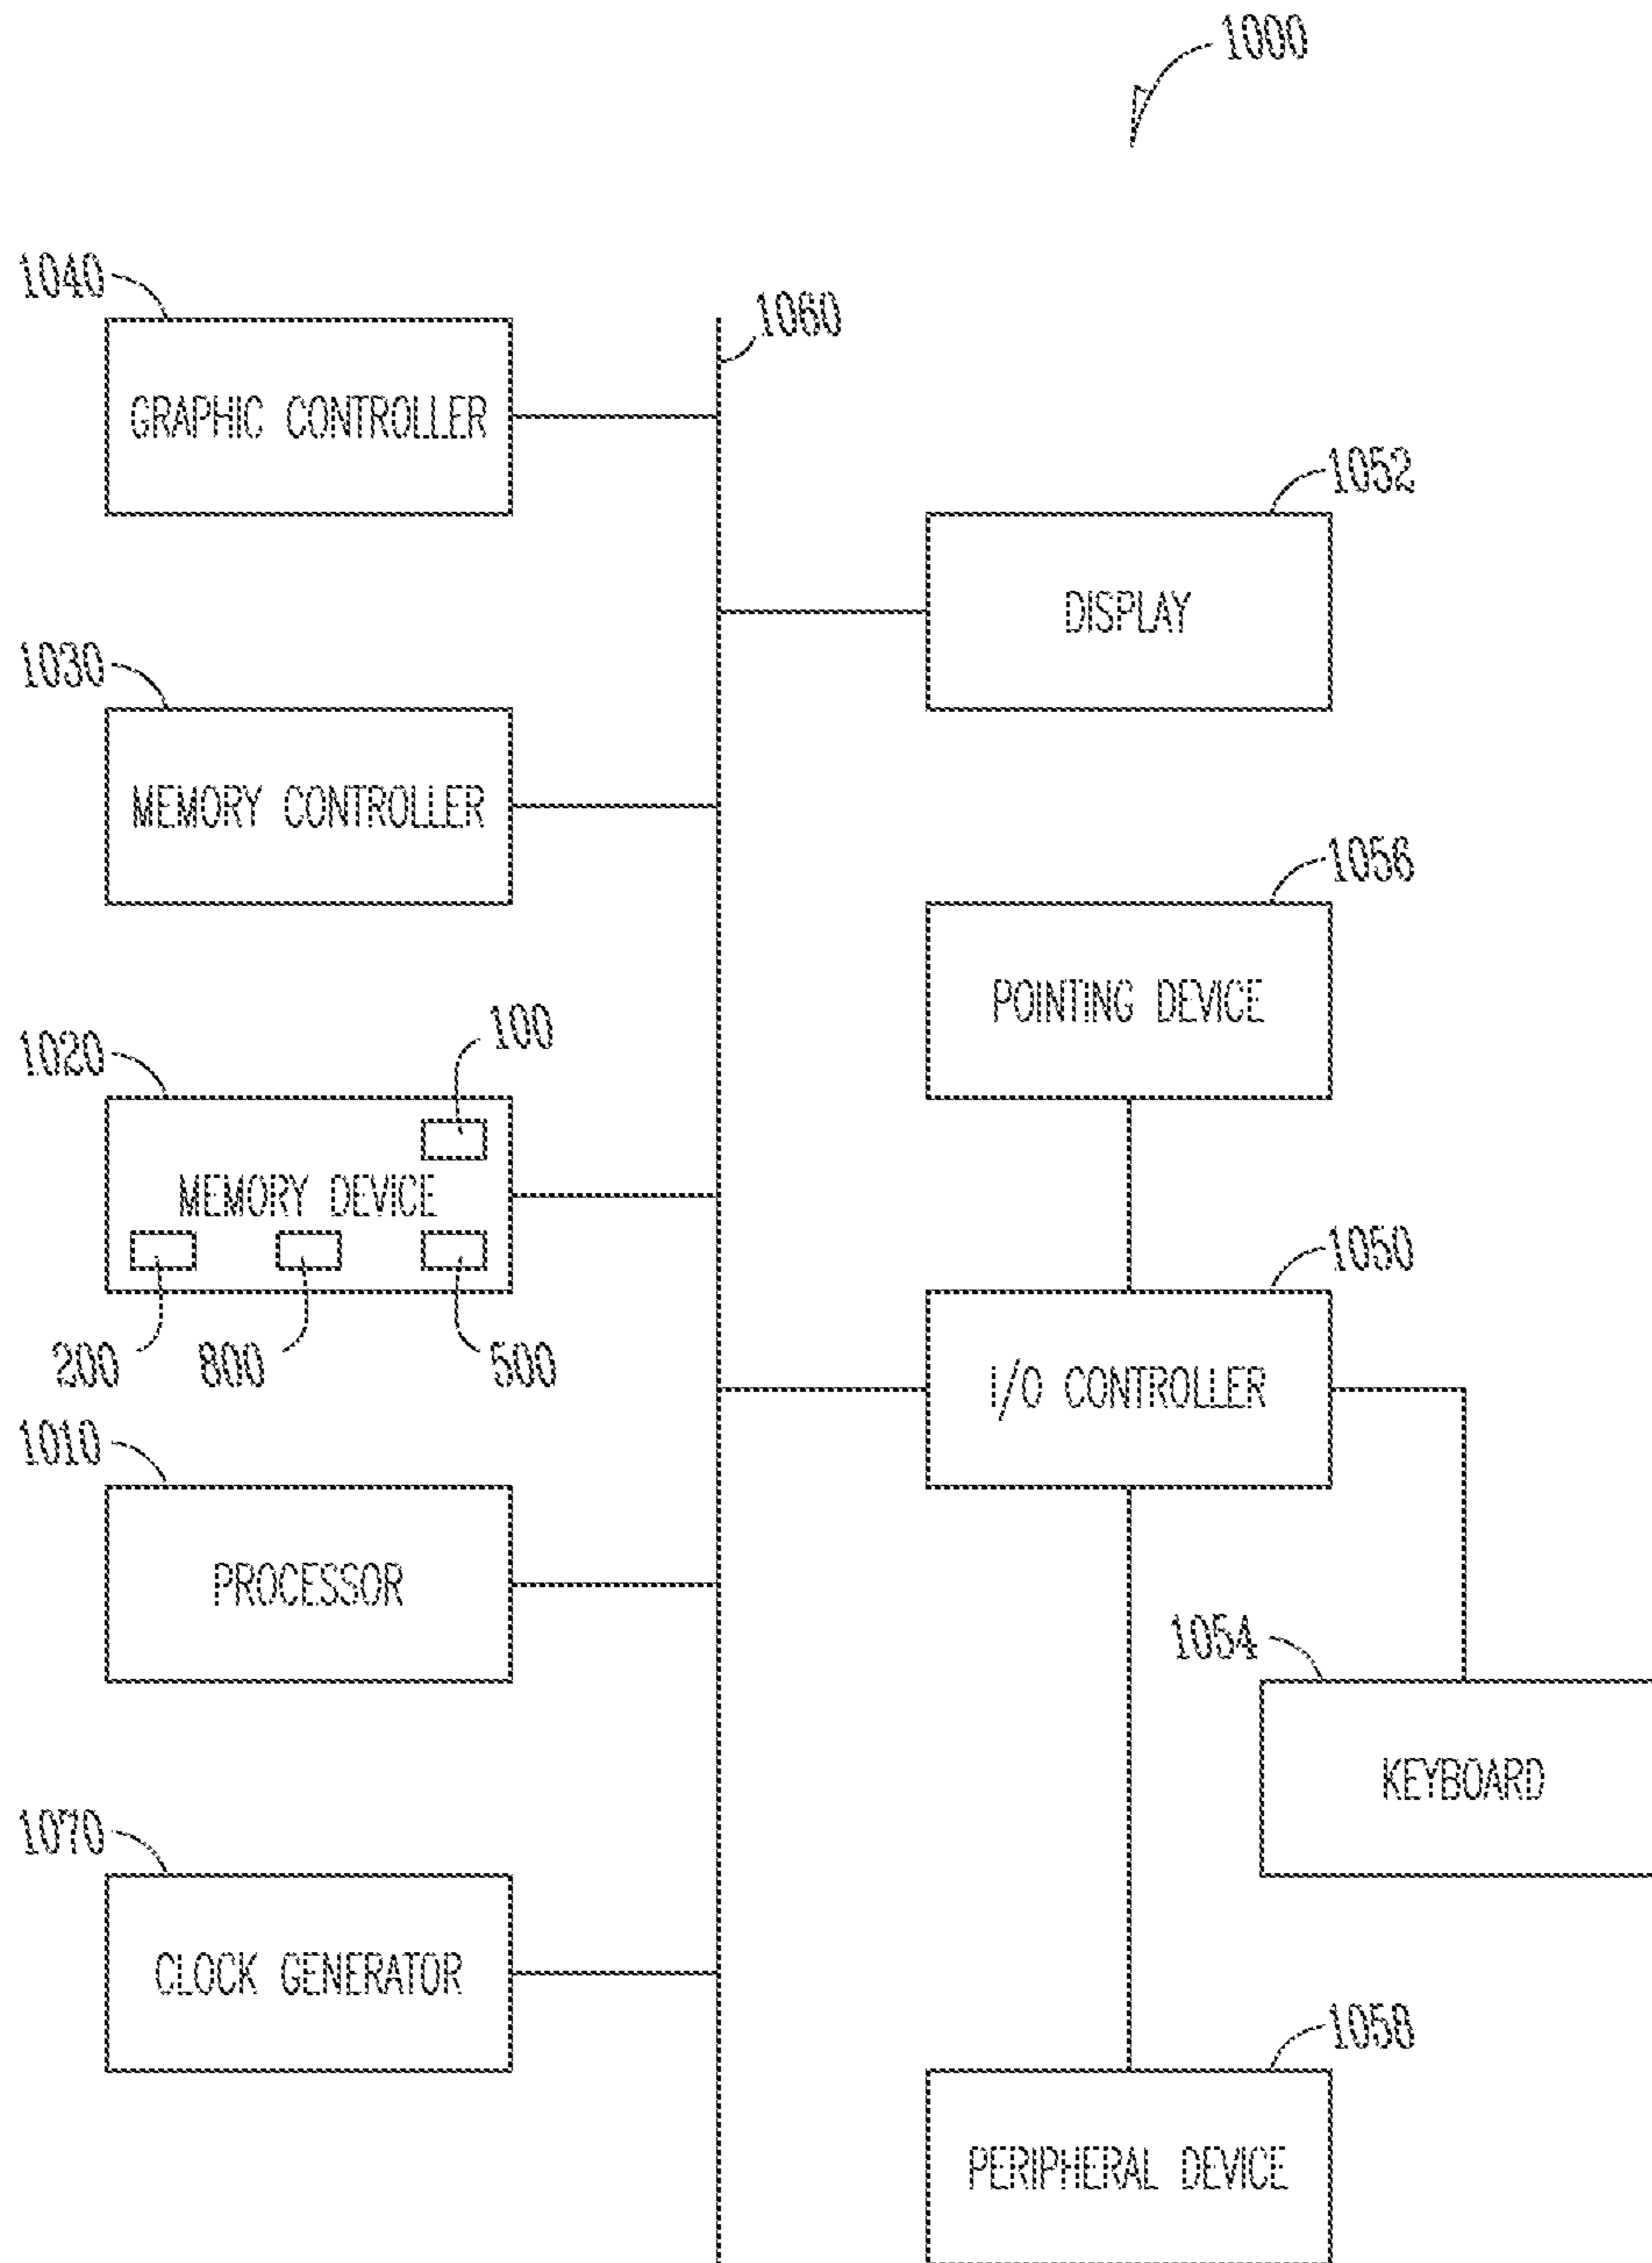 1000
1040
1060
GRAPHIC CONTROLLER
1052
DISPLAY
1030
MEMORY CONTROLLER
1056
POINTING DEVICE
1020
100
MEMORY DEVICE
200
800
500
1050
I/O CONTROLLER
1010
PROCESSOR
1054
KEYBOARD
1070
CLOCK GENERATOR
1058
PERIPHERAL DEVICE